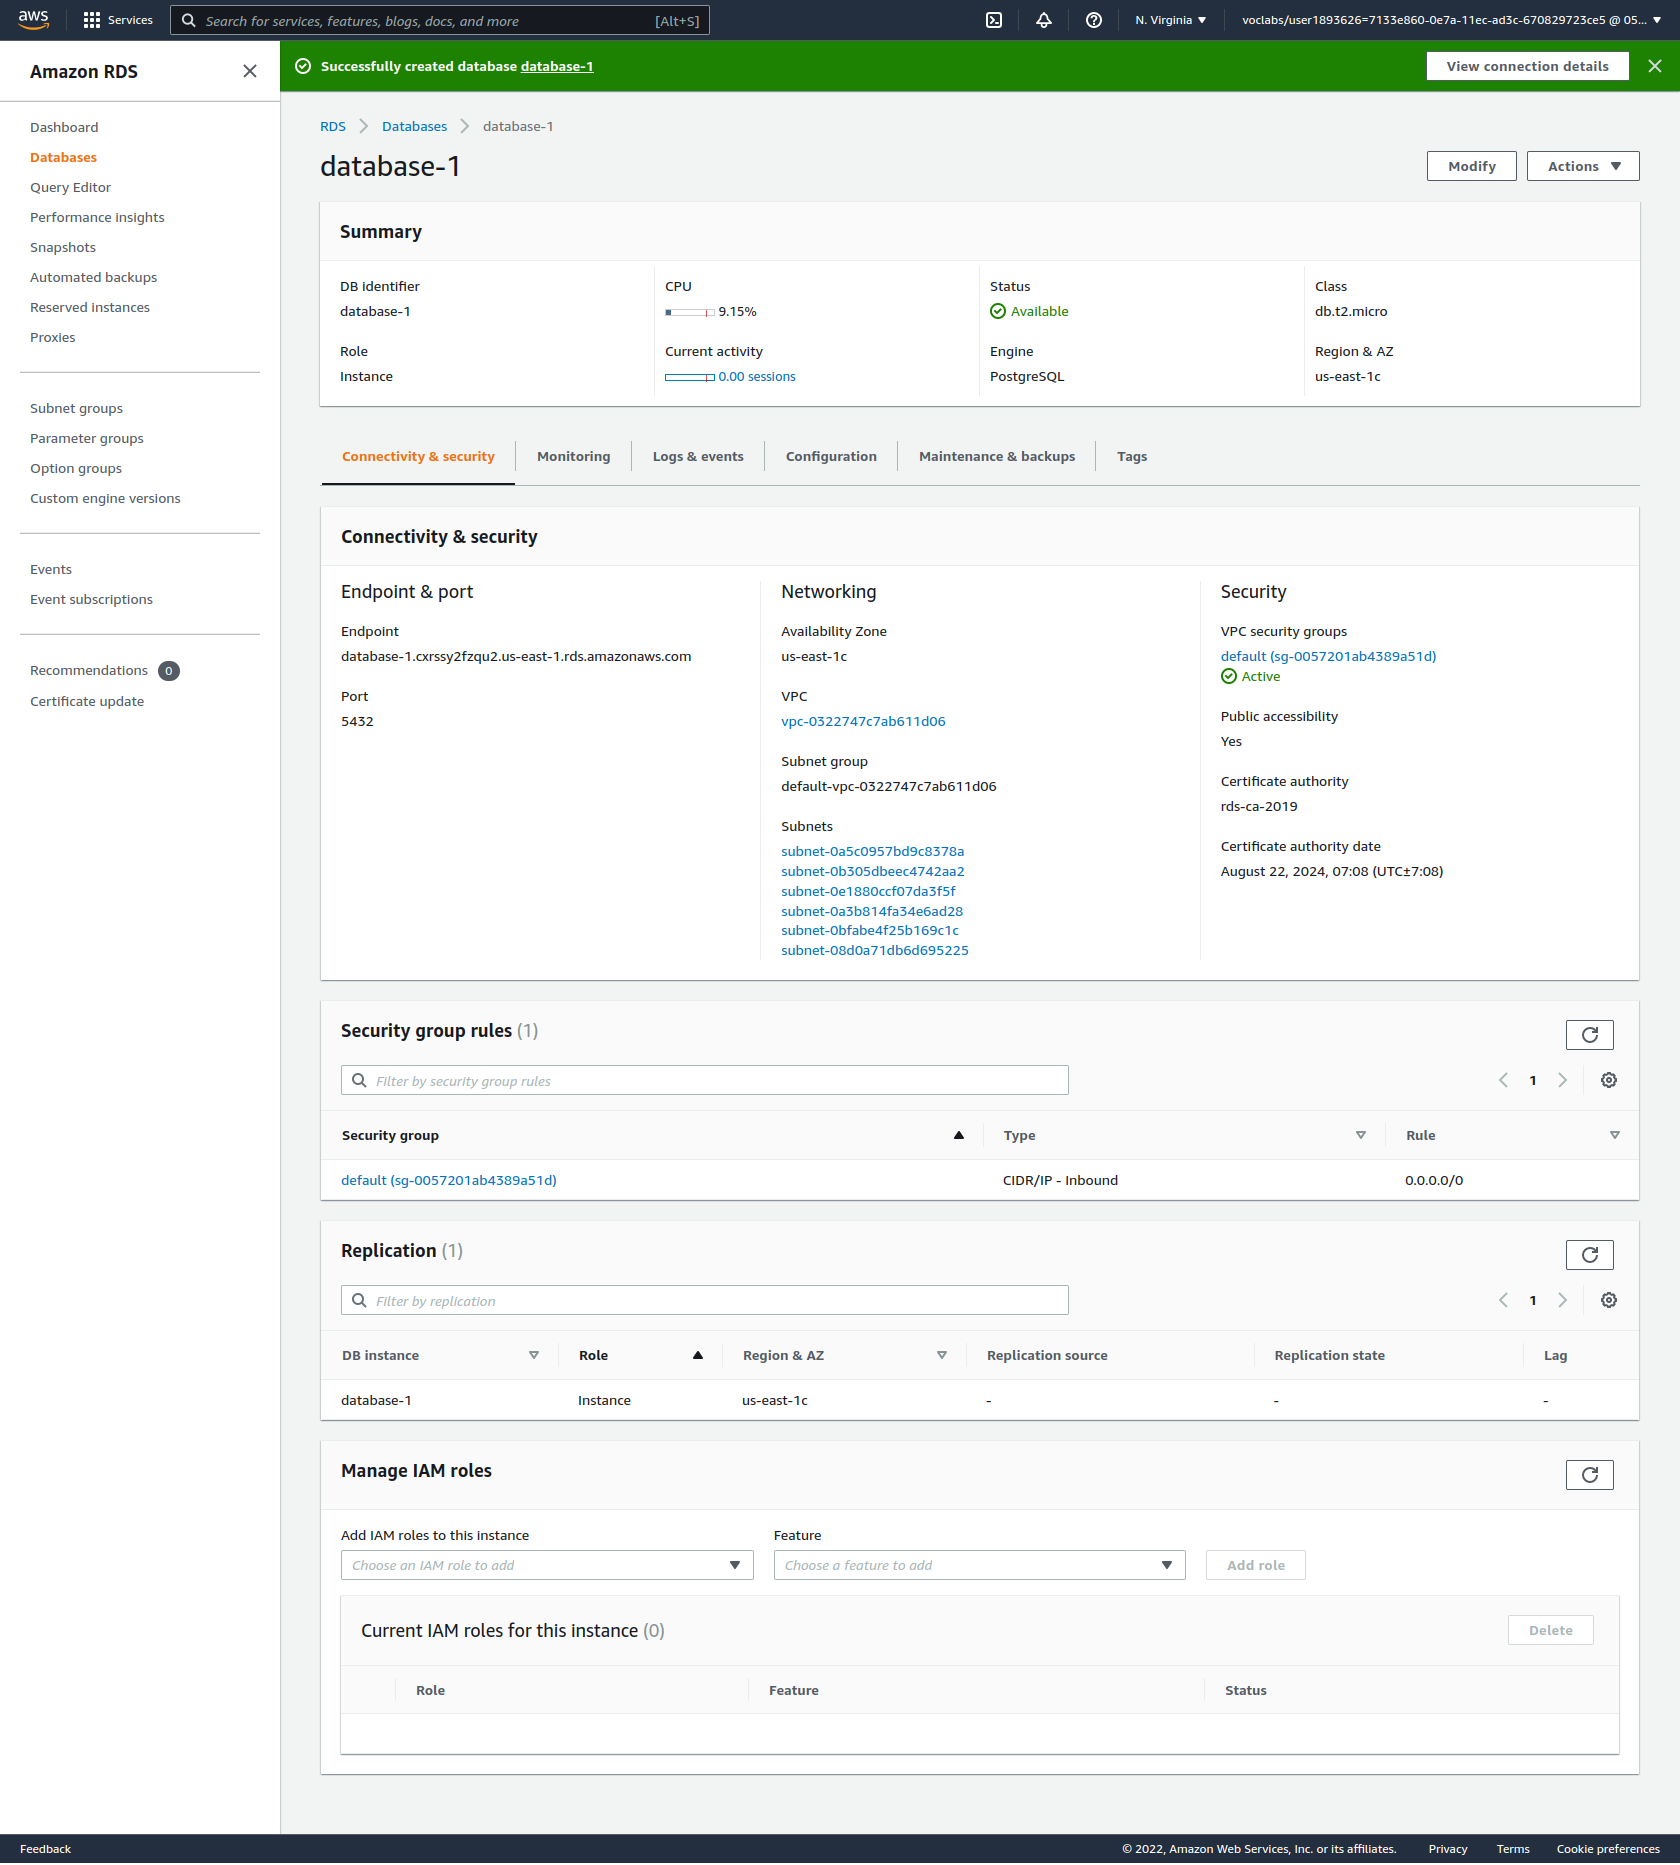 aws
Services
Search for services, features, blogs, docs, and more [Alt+S]
N. Virginia
voclabs/user1893626=7133e860-0e7a-11ec-ad3c-670829723ce5 @ 05...
Amazon RDS
Successfully created database database-1
View connection details
Dashboard
Databases
Query Editor
Performance insights
Snapshots
Automated backups
Reserved instances
Proxies
Subnet groups
Parameter groups
Option groups
Custom engine versions
Events
Event subscriptions
Recommendations 0
Certificate update
RDS Databases database-1
database-1
Modify
Actions
Summary
DB identifier
database-1
CPU
9.15%
Status
Available
Class
db.t2.micro
Role
Instance
Current activity
0.00 sessions
Engine
PostgreSQL
Region & AZ
us-east-1c
Connectivity & security
Monitoring
Logs & events
Configuration
Maintenance & backups
Tags
Connectivity & security
Endpoint & port
Endpoint
database-1.cxrssy2fzqu2.us-east-1.rds.amazonaws.com
Port
5432
Networking
Availability Zone
us-east-1c
VPC
vpc-0322747c7ab611d06
Subnet group
default-vpc-0322747c7ab611d06
Subnets
subnet-0a5c0957bd9c8378a
subnet-0b305dbeec4742aa2
subnet-0e1880ccf07da3f5f
subnet-0a3b814fa34e6ad28
subnet-0bfabe4f25b169c1c
subnet-08d0a71db6d695225
Security
VPC security groups
default (sg-0057201ab4389a51d)
Active
Public accessibility
Yes
Certificate authority
rds-ca-2019
Certificate authority date
August 22, 2024, 07:08 (UTC±7:08)
Security group rules (1)
Filter by security group rules
1
Security group Type Rule
default (sg-0057201ab4389a51d) CIDR/IP - Inbound 0.0.0.0/0
Replication (1)
Filter by replication
1
DB instance Role Region & AZ Replication source Replication state Lag
database-1 Instance us-east-1c - - -
Manage IAM roles
Add IAM roles to this instance
Choose an IAM role to add
Feature
Choose a feature to add
Add role
Current IAM roles for this instance (0)
Delete
Role Feature Status
Feedback
© 2022, Amazon Web Services, Inc. or its affiliates.
Privacy
Terms
Cookie preferences